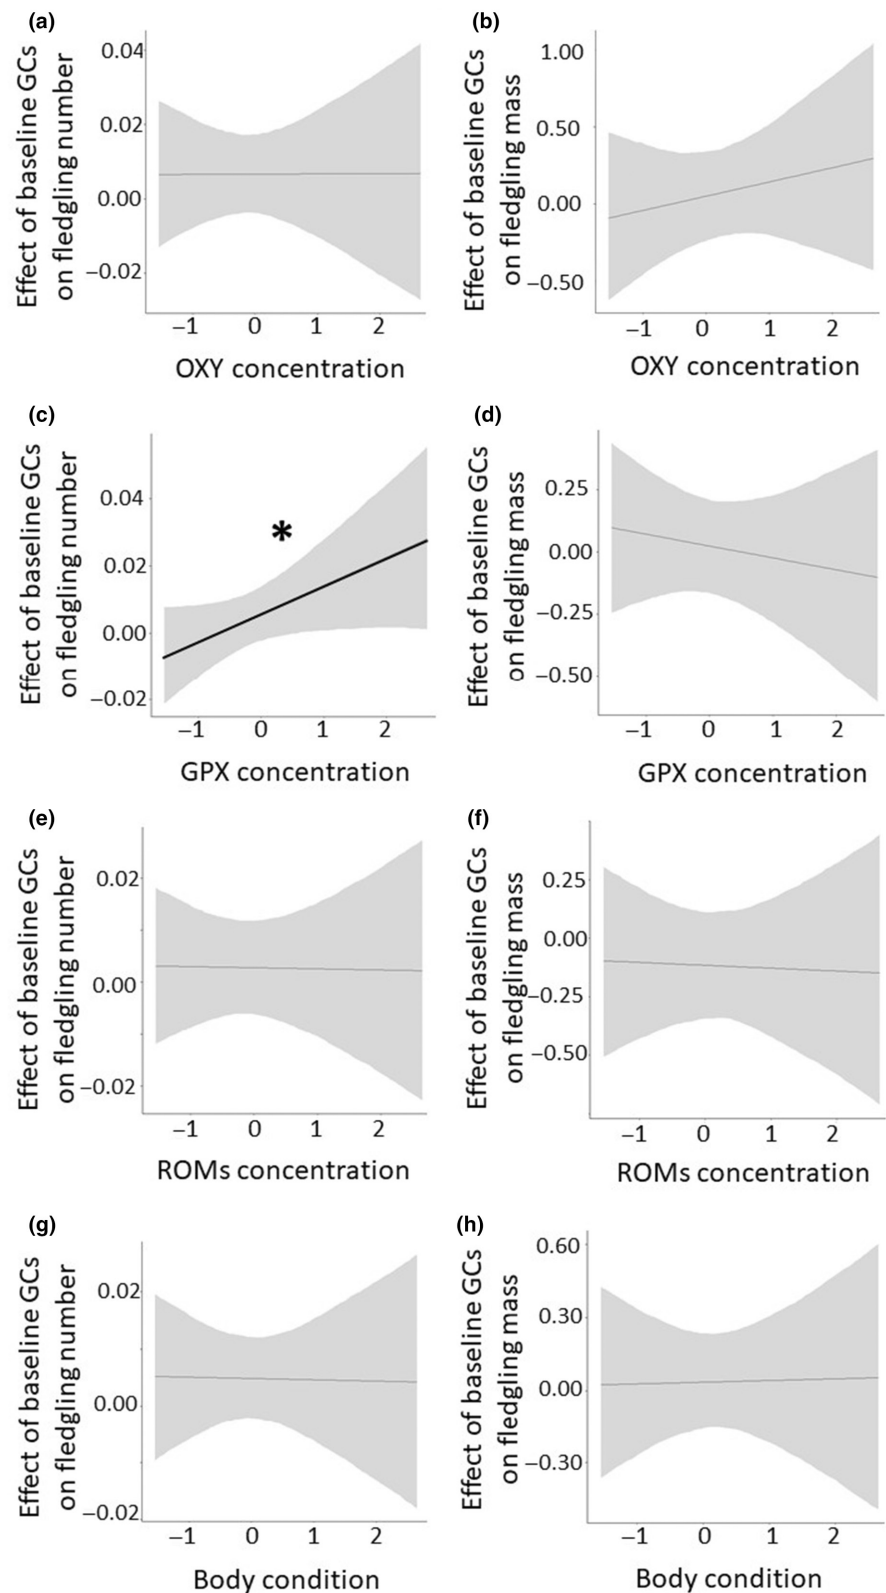 (a)
Effect of baseline GCs
on fledgling number
0.04
0.02
0.00
−0.02
−1 0 1 2
OXY concentration
(b)
Effect of baseline GCs
on fledgling mass
1.00
0.50
0.00
−0.50
−1 0 1 2
OXY concentration
(c)
Effect of baseline GCs
on fledgling number
0.04
0.02
0.00
−0.02
*
−1 0 1 2
GPX concentration
(d)
Effect of baseline GCs
on fledgling mass
0.25
0.00
−0.25
−0.50
−1 0 1 2
GPX concentration
(e)
Effect of baseline GCs
on fledgling number
0.02
0.00
−0.02
−1 0 1 2
ROMs concentration
(f)
Effect of baseline GCs
on fledgling mass
0.25
0.00
−0.25
−0.50
−1 0 1 2
ROMs concentration
(g)
Effect of baseline GCs
on fledgling number
0.02
0.00
−0.02
−1 0 1 2
Body condition
(h)
Effect of baseline GCs
on fledgling mass
0.60
0.30
0.00
−0.30
−1 0 1 2
Body condition